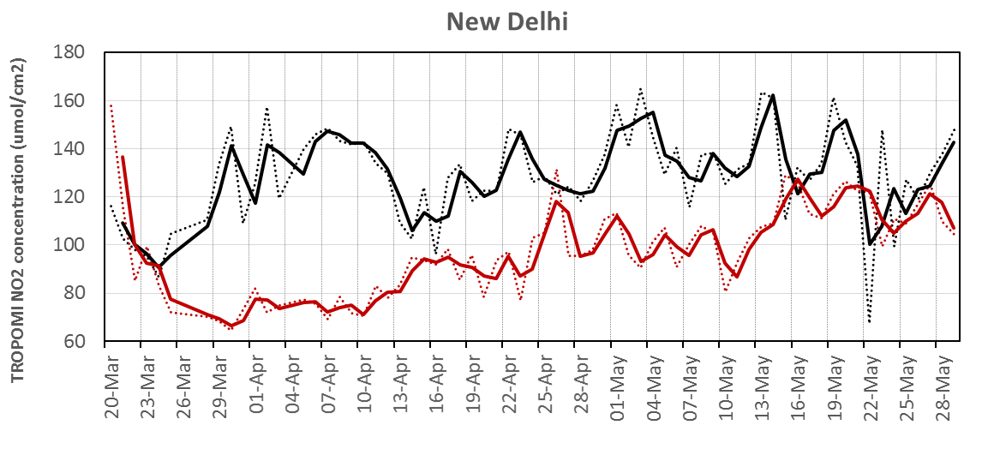 New Delhi
TROPOMI NO2 concentration (umol/cm2)
180
160
140
120
100
80
60
20-Mar
23-Mar
26-Mar
29-Mar
01-Apr
04-Apr
07-Apr
10-Apr
13-Apr
16-Apr
19-Apr
22-Apr
25-Apr
28-Apr
01-May
04-May
07-May
10-May
13-May
16-May
19-May
22-May
25-May
28-May